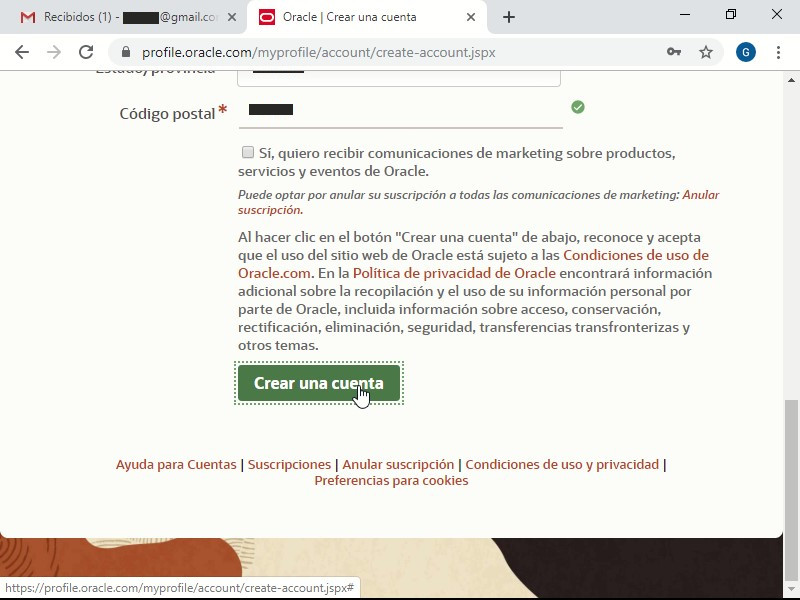 Recibidos (1) - @gmail.co
Oracle | Crear una cuenta
profile.oracle.com/myprofile/account/create-account.jspx
G
Estado/provincia
Código postal*
Sí, quiero recibir comunicaciones de marketing sobre productos,
servicios y eventos de Oracle.
Puede optar por anular su suscripción a todas las comunicaciones de marketing: Anular
suscripción.
Al hacer clic en el botón "Crear una cuenta" de abajo, reconoce y acepta
que el uso del sitio web de Oracle está sujeto a las Condiciones de uso de
Oracle.com. En la Política de privacidad de Oracle encontrará información
adicional sobre la recopilación y el uso de su información personal por
parte de Oracle, incluida información sobre acceso, conservación,
rectificación, eliminación, seguridad, transferencias transfronterizas y
otros temas.
Crear una cuenta
Ayuda para Cuentas | Suscripciones | Anular suscripción | Condiciones de uso y privacidad |
Preferencias para cookies
https://profile.oracle.com/myprofile/account/create-account.jspx#